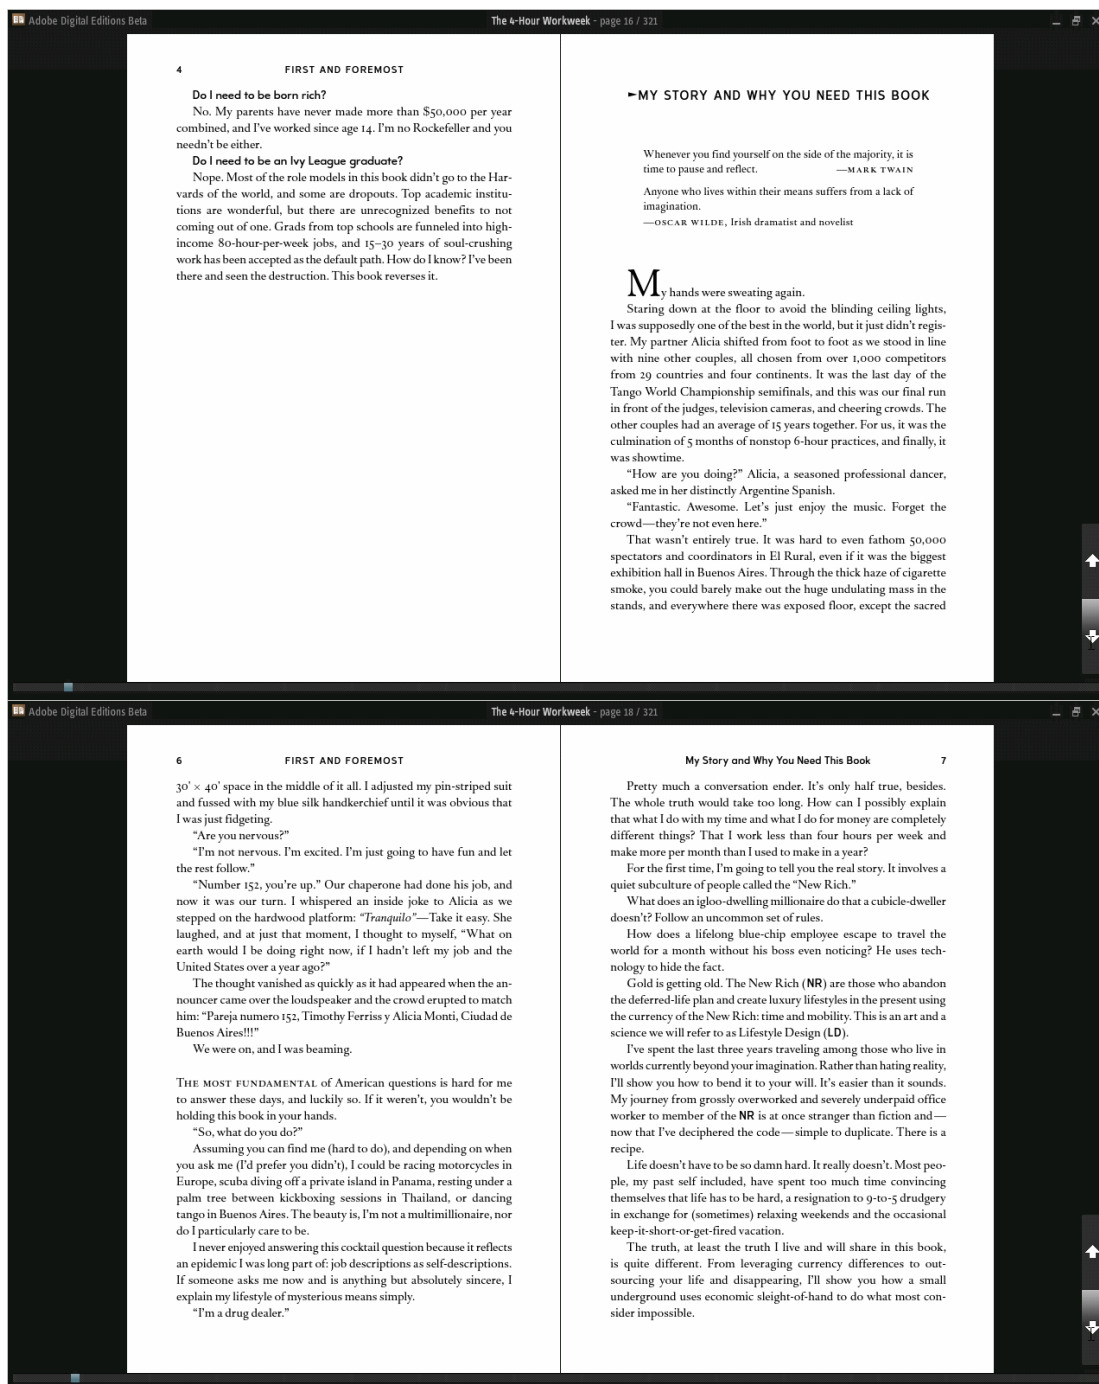 Adobe Digital Editions Beta
The 4-Hour Workweek - page 16 / 321
4
FIRST AND FOREMOST
Do I need to be born rich?
No. My parents have never made more than $50,000 per year
combined, and I've worked since age 14. I'm no Rockefeller and you
needn't be either.
Do I need to be an Ivy League graduate?
Nope. Most of the role models in this book didn't go to the Har-
vards of the world, and some are dropouts. Top academic institu-
tions are wonderful, but there are unrecognized benefits to not
coming out of one. Grads from top schools are funneled into high-
income 80-hour-per-week jobs, and 15–30 years of soul-crushing
work has been accepted as the default path. How do I know? I've been
there and seen the destruction. This book reverses it.
►MY STORY AND WHY YOU NEED THIS BOOK
Whenever you find yourself on the side of the majority, it is
time to pause and reflect. —MARK TWAIN
Anyone who lives within their means suffers from a lack of
imagination.
—OSCAR WILDE, Irish dramatist and novelist
My hands were sweating again.
Staring down at the floor to avoid the blinding ceiling lights,
I was supposedly one of the best in the world, but it just didn't regis-
ter. My partner Alicia shifted from foot to foot as we stood in line
with nine other couples, all chosen from over 1,000 competitors
from 29 countries and four continents. It was the last day of the
Tango World Championship semifinals, and this was our final run
in front of the judges, television cameras, and cheering crowds. The
other couples had an average of 15 years together. For us, it was the
culmination of 5 months of nonstop 6-hour practices, and finally, it
was showtime.
"How are you doing?" Alicia, a seasoned professional dancer,
asked me in her distinctly Argentine Spanish.
"Fantastic. Awesome. Let's just enjoy the music. Forget the
crowd—they're not even here."
That wasn't entirely true. It was hard to even fathom 50,000
spectators and coordinators in El Rural, even if it was the biggest
exhibition hall in Buenos Aires. Through the thick haze of cigarette
smoke, you could barely make out the huge undulating mass in the
stands, and everywhere there was exposed floor, except the sacred
Adobe Digital Editions Beta
The 4-Hour Workweek - page 18 / 321
6
FIRST AND FOREMOST
30' × 40' space in the middle of it all. I adjusted my pin-striped suit
and fussed with my blue silk handkerchief until it was obvious that
I was just fidgeting.
"Are you nervous?"
"I'm not nervous. I'm excited. I'm just going to have fun and let
the rest follow."
"Number 152, you're up." Our chaperone had done his job, and
now it was our turn. I whispered an inside joke to Alicia as we
stepped on the hardwood platform: "Tranquilo"—Take it easy. She
laughed, and at just that moment, I thought to myself, "What on
earth would I be doing right now, if I hadn't left my job and the
United States over a year ago?"
The thought vanished as quickly as it had appeared when the an-
nouncer came over the loudspeaker and the crowd erupted to match
him: "Pareja numero 152, Timothy Ferriss y Alicia Monti, Ciudad de
Buenos Aires!!!"
We were on, and I was beaming.
THE MOST FUNDAMENTAL of American questions is hard for me
to answer these days, and luckily so. If it weren't, you wouldn't be
holding this book in your hands.
"So, what do you do?"
Assuming you can find me (hard to do), and depending on when
you ask me (I'd prefer you didn't), I could be racing motorcycles in
Europe, scuba diving off a private island in Panama, resting under a
palm tree between kickboxing sessions in Thailand, or dancing
tango in Buenos Aires. The beauty is, I'm not a multimillionaire, nor
do I particularly care to be.
I never enjoyed answering this cocktail question because it reflects
an epidemic I was long part of: job descriptions as self-descriptions.
If someone asks me now and is anything but absolutely sincere, I
explain my lifestyle of mysterious means simply.
"I'm a drug dealer."
My Story and Why You Need This Book
7
Pretty much a conversation ender. It's only half true, besides.
The whole truth would take too long. How can I possibly explain
that what I do with my time and what I do for money are completely
different things? That I work less than four hours per week and
make more per month than I used to make in a year?
For the first time, I'm going to tell you the real story. It involves a
quiet subculture of people called the "New Rich."
What does an igloo-dwelling millionaire do that a cubicle-dweller
doesn't? Follow an uncommon set of rules.
How does a lifelong blue-chip employee escape to travel the
world for a month without his boss even noticing? He uses tech-
nology to hide the fact.
Gold is getting old. The New Rich (NR) are those who abandon
the deferred-life plan and create luxury lifestyles in the present using
the currency of the New Rich: time and mobility. This is an art and a
science we will refer to as Lifestyle Design (LD).
I've spent the last three years traveling among those who live in
worlds currently beyond your imagination. Rather than hating reality,
I'll show you how to bend it to your will. It's easier than it sounds.
My journey from grossly overworked and severely underpaid office
worker to member of the NR is at once stranger than fiction and—
now that I've deciphered the code—simple to duplicate. There is a
recipe.
Life doesn't have to be so damn hard. It really doesn't. Most peo-
ple, my past self included, have spent too much time convincing
themselves that life has to be hard, a resignation to 9-to-5 drudgery
in exchange for (sometimes) relaxing weekends and the occasional
keep-it-short-or-get-fired vacation.
The truth, at least the truth I live and will share in this book,
is quite different. From leveraging currency differences to out-
sourcing your life and disappearing, I'll show you how a small
underground uses economic sleight-of-hand to do what most con-
sider impossible.